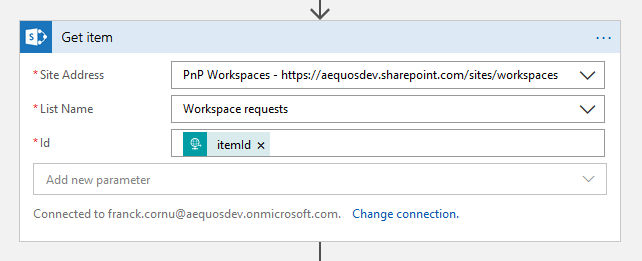 Get item
* Site Address PnP Workspaces - https://aequosdev.sharepoint.com/sites/workspaces
* List Name Workspace requests
* Id itemId ×
Add new parameter
Connected to franck.cornu@aequosdev.onmicrosoft.com. Change connection.